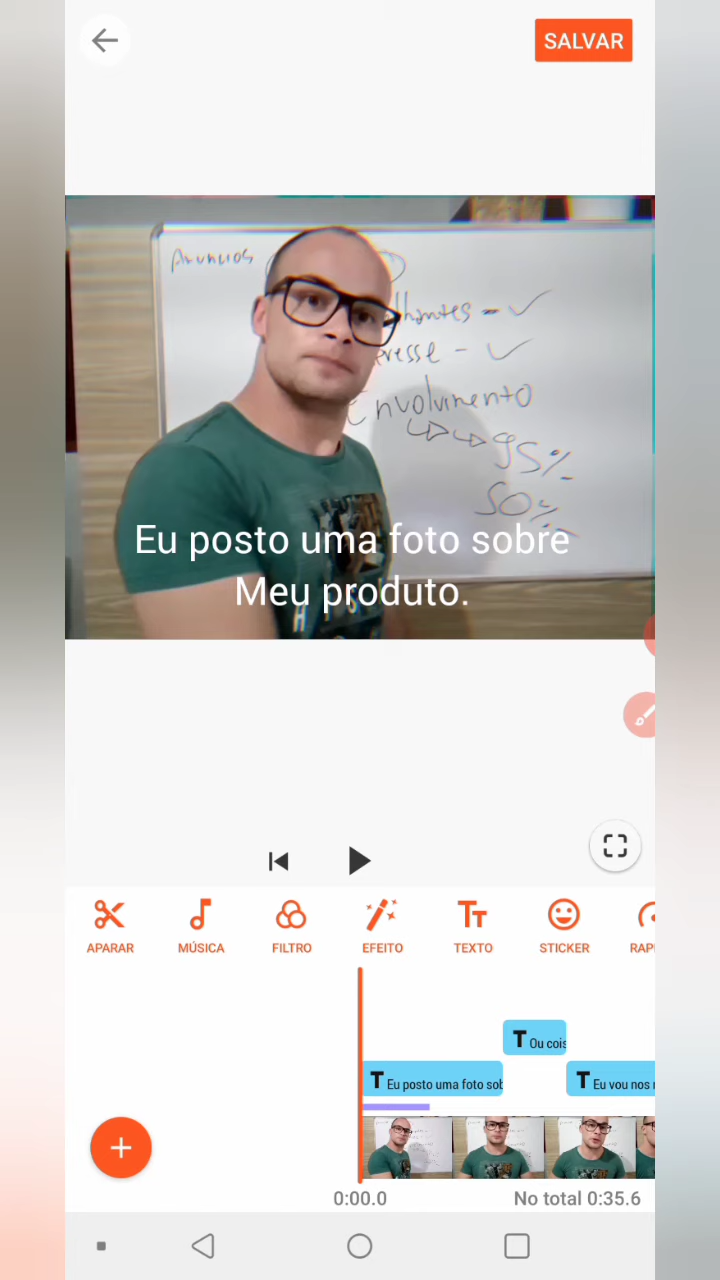 SALVAR
Anuncios
Envolvimento
95%
50%
Eu posto uma foto sobre
Meu produto.
APARAR
MÚSICA
FILTRO
EFEITO
TEXTO
STICKER
T Ou cois
T Eu posto uma foto sob
T Eu vou nos
0:00.0
No total 0:35.6